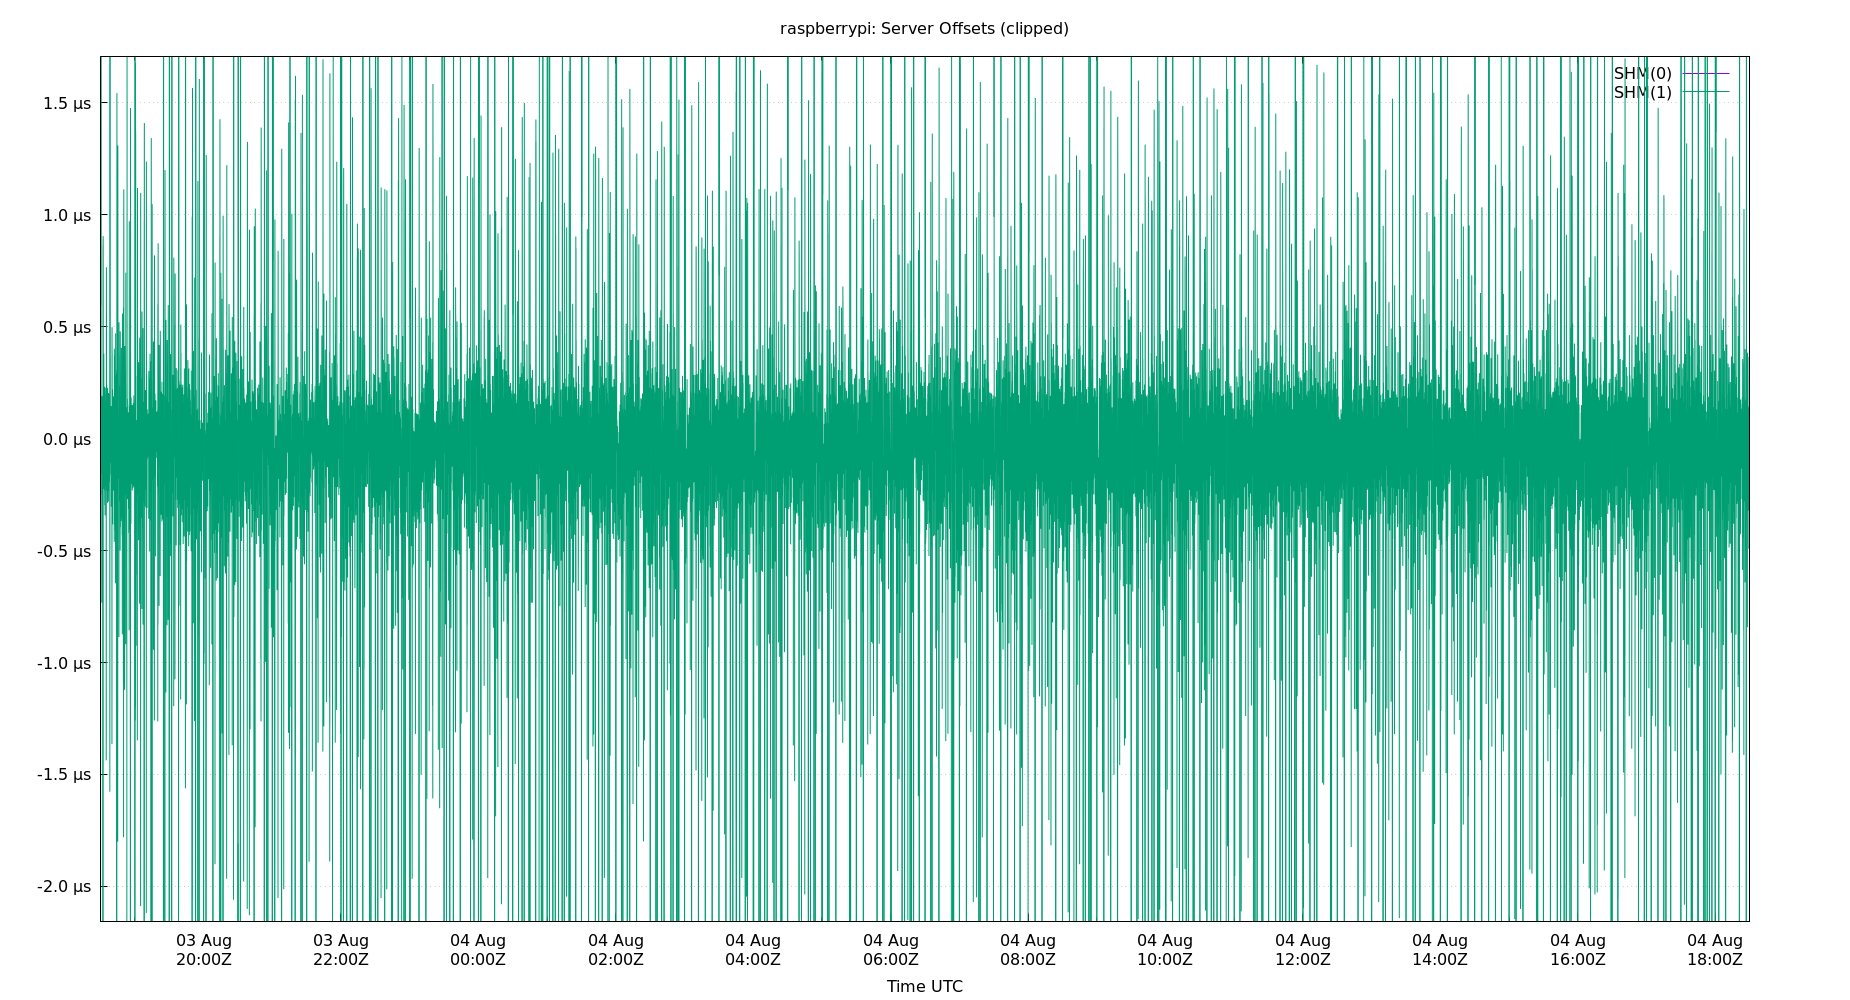 raspberrypi: Server Offsets (clipped)
SHM(0)
SHM(1)
1.5 µs
1.0 µs
0.5 µs
0.0 µs
-0.5 µs
-1.0 µs
-1.5 µs
-2.0 µs
03 Aug 03 Aug 04 Aug 04 Aug 04 Aug 04 Aug 04 Aug 04 Aug 04 Aug 04 Aug 04 Aug 04 Aug
20:00Z 22:00Z 00:00Z 02:00Z 04:00Z 06:00Z 08:00Z 10:00Z 12:00Z 14:00Z 16:00Z 18:00Z
Time UTC